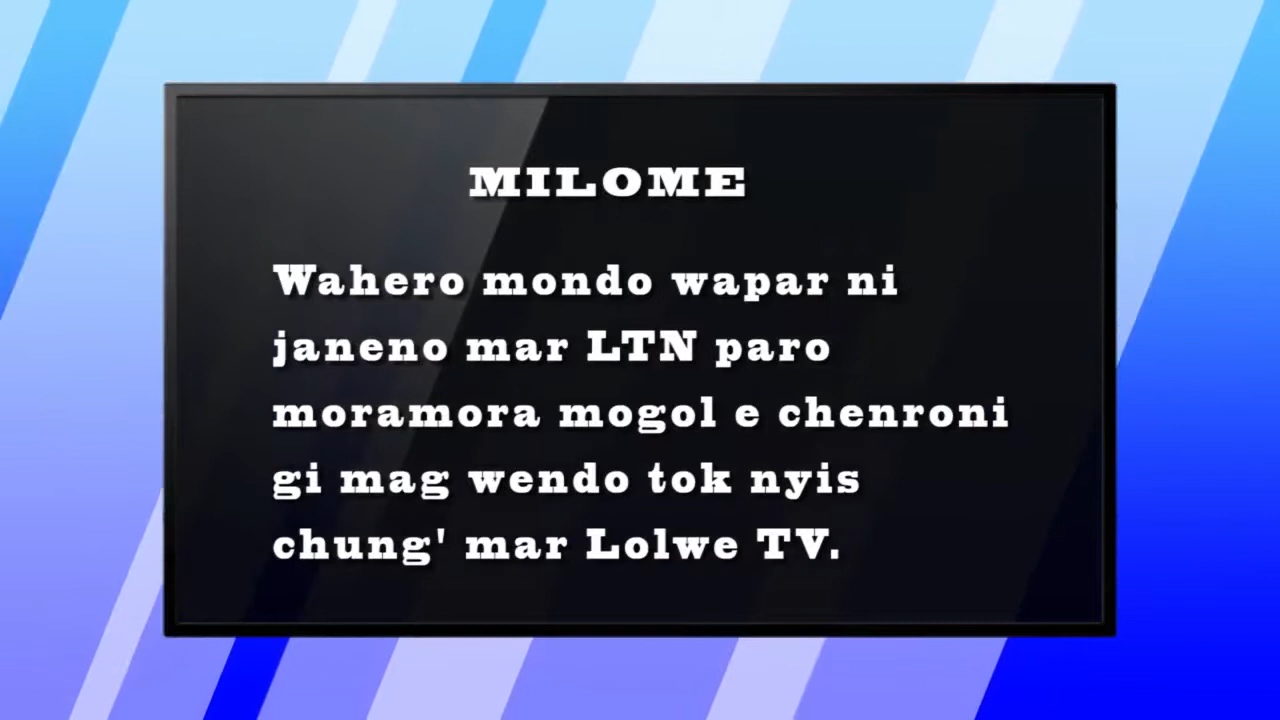 MILOME
Wahero mondo wapar ni
janeno mar LTN paro
moramora mogol e chenroni
gi mag wendo tok nyis
chung' mar Lolwe TV.